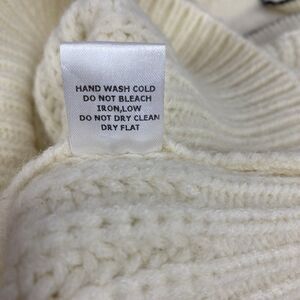 HAND WASH COLD
DO NOT BLEACH
IRON,LOW
DO NOT DRY CLEAN
DRY FLAT